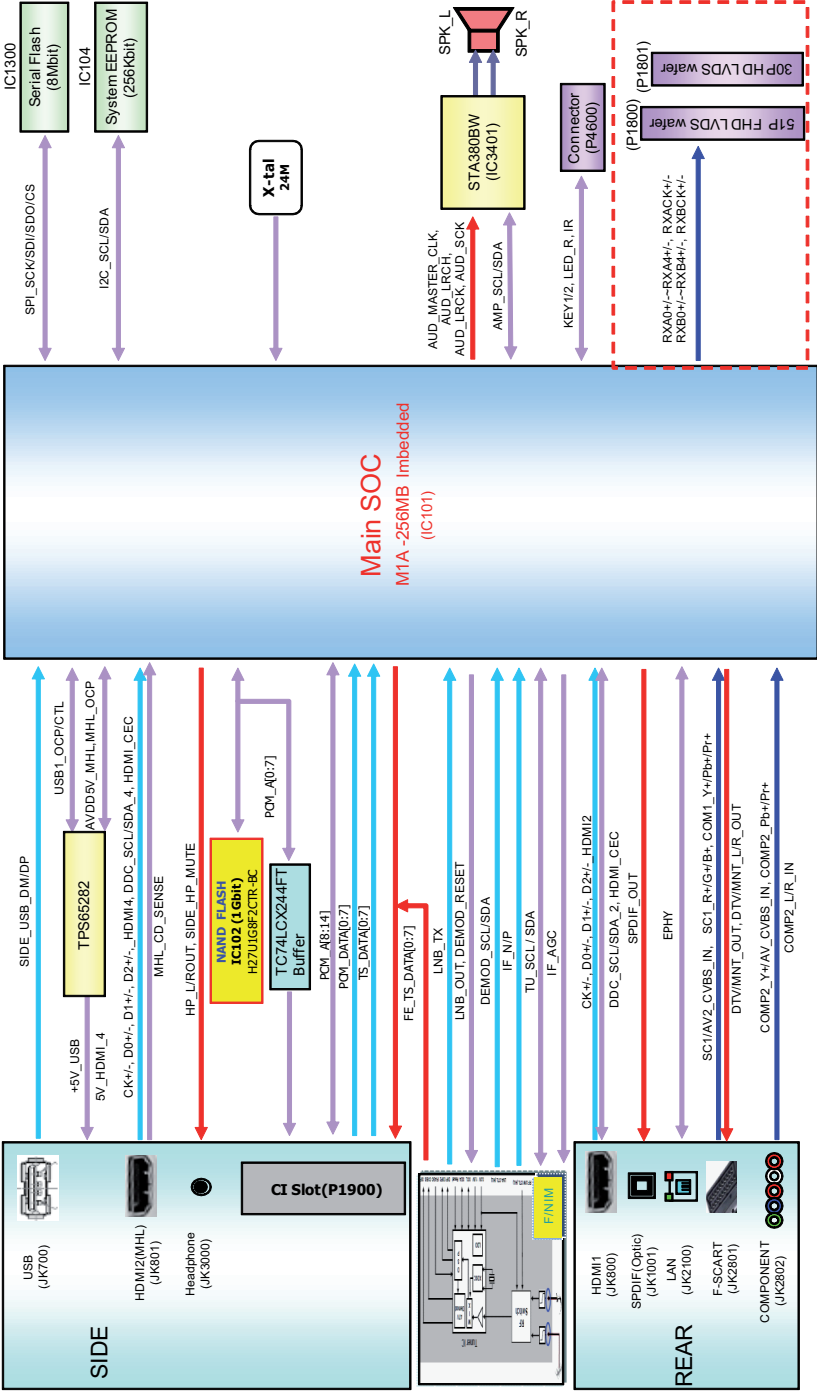 SIDE
USB
(JK700)
HDMI2(MHL)
(JK801)
Headphone
(JK3000)
CI Slot(P1900)
SIDE_USB_DM/DP
TPS65282
+5V_USB
5V_HDMI_4
USB1_OCP/CTL
AVDD5V_MHL,MHL_OCP
CK+/-, D0+/-, D1+/-, D2+/-_HDMI4, DDC_SCL/SDA_4, HDMI_CEC
MHL_CD_SENSE
HP_L/ROUT, SIDE_HP_MUTE
NAND FLASH
IC102 (1Gbit)
H27U1G8F2CTR-BC
TC74LCX244FT
Buffer
PCM_A[0:7]
PCM_A[8:14]
PCM_DATA[0:7]
TS_DATA[0:7]
FE_TS_DATA[0:7]
F/NIM
Tuner IC
RF
Switch
LNB_TX
LNB_OUT, DEMOD_RESET
DEMOD_SCL/SDA
IF_N/P
TU_SCL / SDA
IF_AGC
REAR
HDMI1
(JK800)
SPDIF(Optic)
(JK1001)
LAN
(JK2100)
F-SCART
(JK2801)
COMPONENT
(JK2802)
CK+/-, D0+/-, D1+/-, D2+/-_HDMI2
DDC_SCL/SDA_2, HDMI_CEC
SPDIF_OUT
EPHY
SC1/AV2_CVBS_IN, SC1_R+/G+/B+, COM1_Y+/Pb+/Pr+
DTV/MNT_OUT, DTV/MNT_L/R_OUT
COMP2_Y+/AV_CVBS_IN, COMP2_Pb+/Pr+
COMP2_L/R_IN
Main SOC
M1A -256MB Imbedded
(IC101)
IC1300
Serial Flash
(8Mbit)
IC104
System EEPROM
(256Kbit)
SPI_SCK/SDI/SDO/CS
I2C_SCL/SDA
X-tal
24M
AUD_MASTER_CLK,
AUD_LRCH,
AUD_LRCK, AUD_SCK
AMP_SCL/SDA
STA380BW
(IC3401)
SPK_L
SPK_R
KEY1/2, LED_R, IR
Connector
(P4600)
RXA0+/-~RXA4+/-, RXACK+/-
RXB0+/-~RXB4+/-, RXBCK+/-
(P1800)
51P FHD LVDS wafer
(P1801)
30P HD LVDS wafer